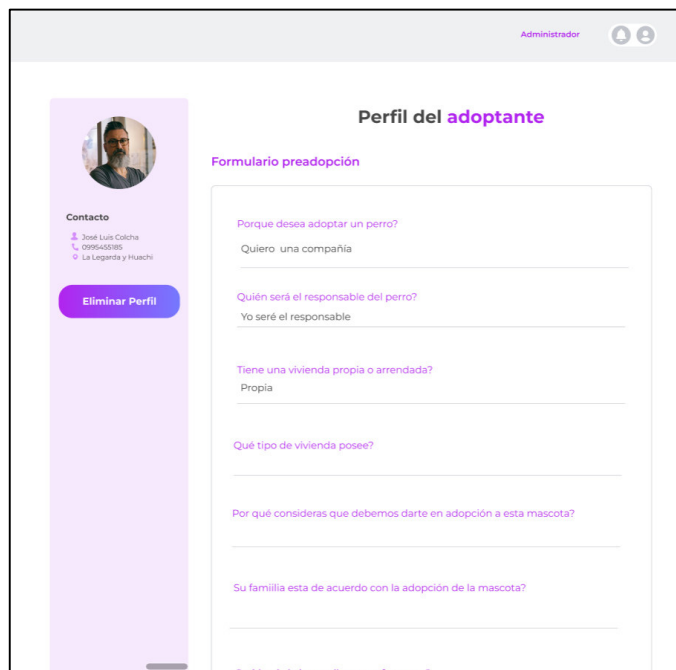 Administrador
Perfil del adoptante
Formulario preadopción
Contacto
José Luis Colcha
0995455185
La Legarda y Huachi
Eliminar Perfil
Porque desea adoptar un perro?
Quiero una compañía
Quién será el responsable del perro?
Yo seré el responsable
Tiene una vivienda propia o arrendada?
Propia
Qué tipo de vivienda posee?
Por qué consideras que debemos darte en adopción a esta mascota?
Su famiilia esta de acuerdo con la adopción de la mascota?